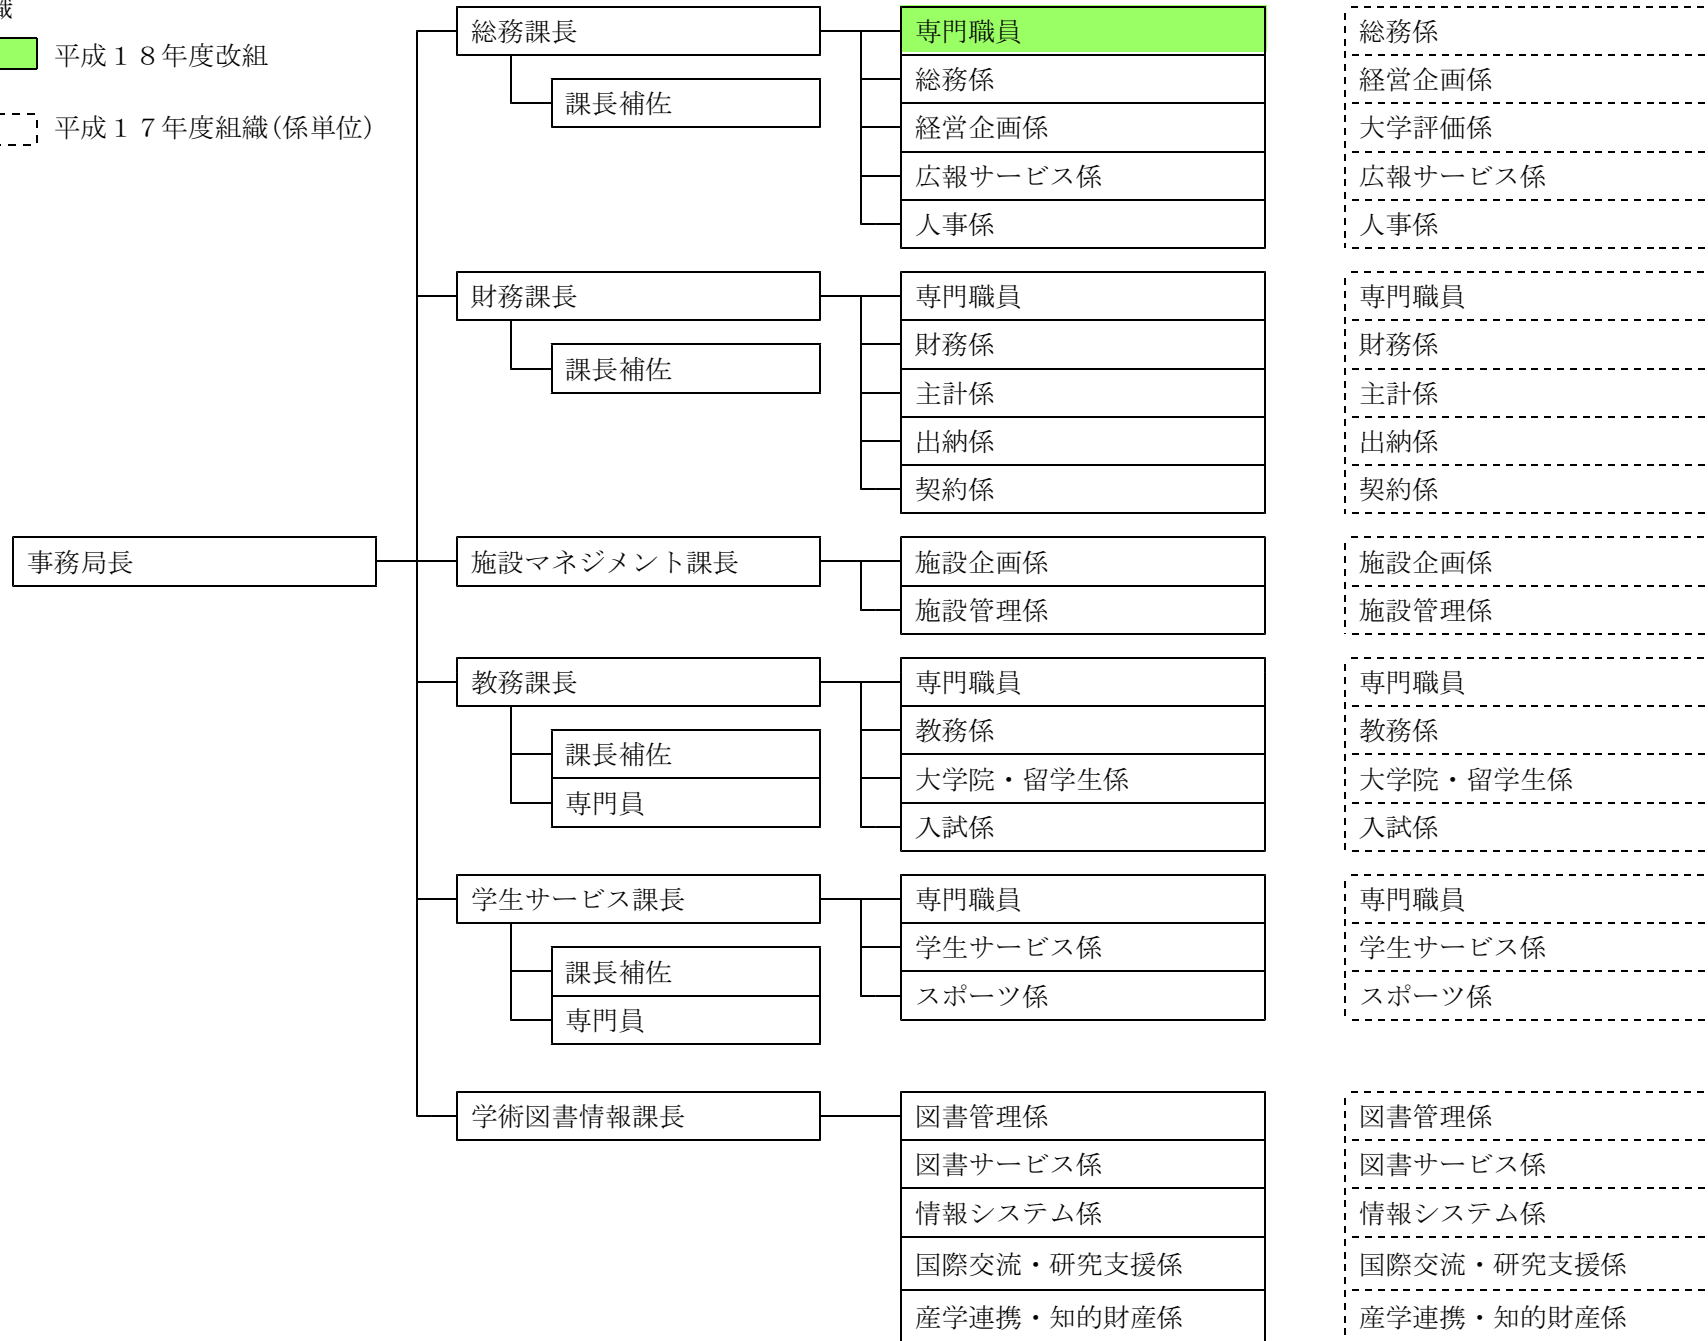 平成１８年度改組
平成１７年度組織(係単位)
事務局長
総務課長
課長補佐
専門職員
総務係
経営企画係
広報サービス係
人事係
総務係
経営企画係
大学評価係
広報サービス係
人事係
財務課長
課長補佐
専門職員
財務係
主計係
出納係
契約係
専門職員
財務係
主計係
出納係
契約係
施設マネジメント課長
施設企画係
施設管理係
施設企画係
施設管理係
教務課長
課長補佐
専門員
専門職員
教務係
大学院・留学生係
入試係
専門職員
教務係
大学院・留学生係
入試係
学生サービス課長
課長補佐
専門員
専門職員
学生サービス係
スポーツ係
専門職員
学生サービス係
スポーツ係
学術図書情報課長
図書管理係
図書サービス係
情報システム係
国際交流・研究支援係
産学連携・知的財産係
図書管理係
図書サービス係
情報システム係
国際交流・研究支援係
産学連携・知的財産係